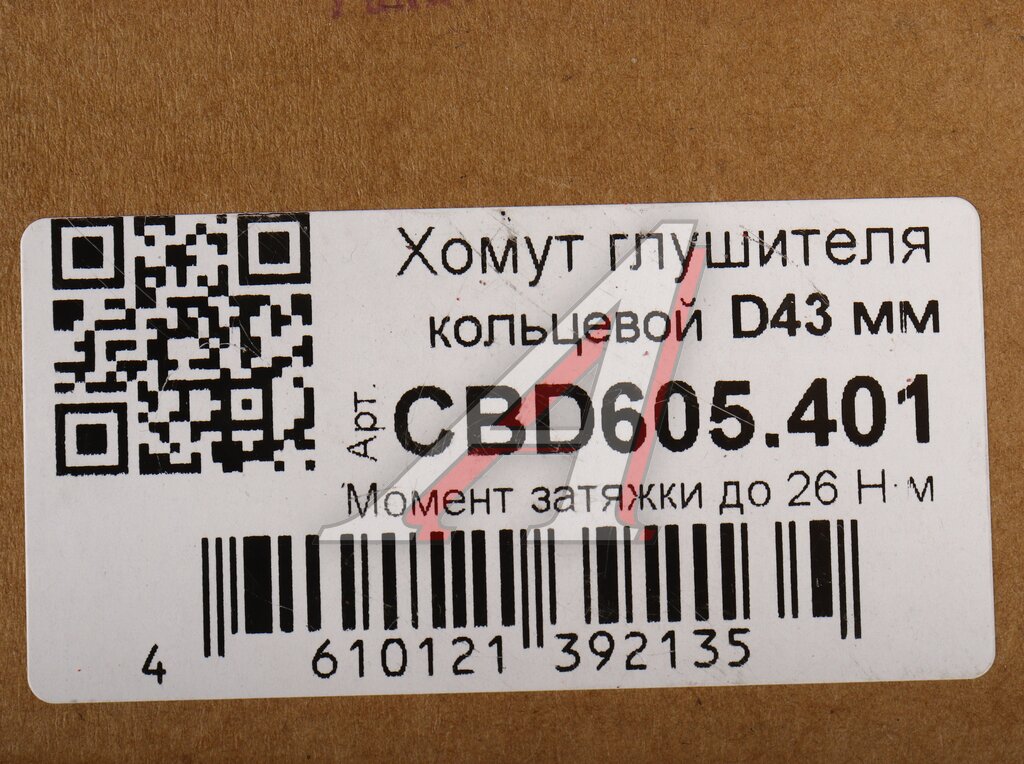 Хомут глушителя
кольцевой D43 мм
Арт. CBD605.401
Момент затяжки до 26 Н·м
4 610121 392135